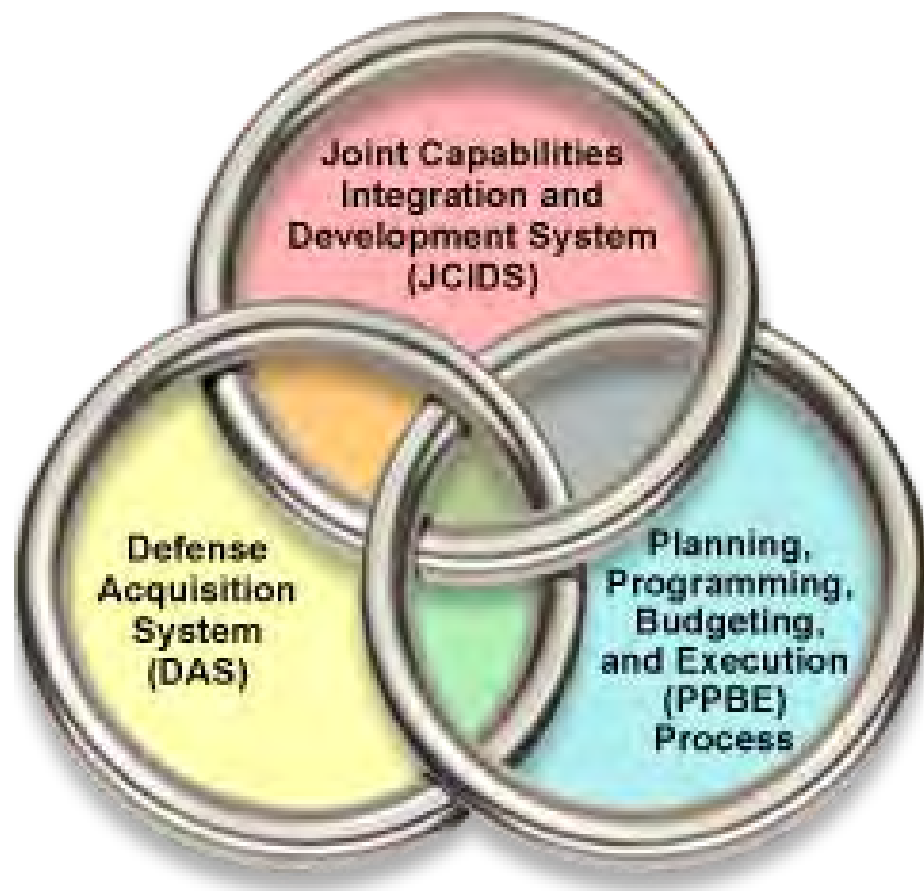 Joint Capabilities
Integration and
Development System
(JCIDS)
Defense
Acquisition
System
(DAS)
Planning,
Programming,
Budgeting,
and Execution
(PPBE)
Process